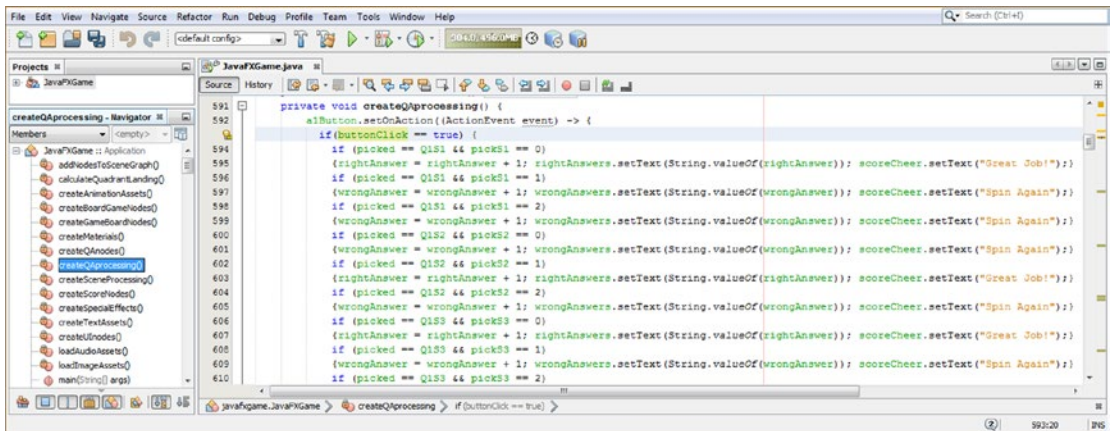 File Edit View Navigate Source Refactor Run Debug Profile Team Tools Window Help
Search (Ctrl+I)
<default config>
Projects
JavaFXGame
JavaFXGame.java
Source History
createQAprocessing - Navigator
Members <empty>
JavaFXGame :: Application
addNodesToSceneGraph()
calculateQuadrantLanding()
createAnimationAssets()
createBoardGameNodes()
createGameBoardNodes()
createMaterials()
createQAnodes()
createQAprocessing()
createSceneProcessing()
createScoreNodes()
createSpecialEffects()
createTextAssets()
createUInodes()
loadAudioAssets()
loadImageAssets()
main(String[] args)
591 private void createQAprocessing() {
592 a1Button.setOnAction((ActionEvent event) -> {
if(buttonClick == true) {
594 if (picked == Q1S1 && pickS1 == 0)
595 {rightAnswer = rightAnswer + 1; rightAnswers.setText(String.valueOf(rightAnswer)); scoreCheer.setText("Great Job!");}
596 if (picked == Q1S1 && pickS1 == 1)
597 {wrongAnswer = wrongAnswer + 1; wrongAnswers.setText(String.valueOf(wrongAnswer)); scoreCheer.setText("Spin Again");}
598 if (picked == Q1S1 && pickS1 == 2)
599 {wrongAnswer = wrongAnswer + 1; wrongAnswers.setText(String.valueOf(wrongAnswer)); scoreCheer.setText("Spin Again");}
600 if (picked == Q1S2 && pickS2 == 0)
601 {wrongAnswer = wrongAnswer + 1; wrongAnswers.setText(String.valueOf(wrongAnswer)); scoreCheer.setText("Spin Again");}
602 if (picked == Q1S2 && pickS2 == 1)
603 {rightAnswer = rightAnswer + 1; rightAnswers.setText(String.valueOf(rightAnswer)); scoreCheer.setText("Great Job!");}
604 if (picked == Q1S2 && pickS2 == 2)
605 {wrongAnswer = wrongAnswer + 1; wrongAnswers.setText(String.valueOf(wrongAnswer)); scoreCheer.setText("Spin Again");}
606 if (picked == Q1S3 && pickS3 == 0)
607 {rightAnswer = rightAnswer + 1; rightAnswers.setText(String.valueOf(rightAnswer)); scoreCheer.setText("Great Job!");}
608 if (picked == Q1S3 && pickS3 == 1)
609 {wrongAnswer = wrongAnswer + 1; wrongAnswers.setText(String.valueOf(wrongAnswer)); scoreCheer.setText("Spin Again");}
610 if (picked == Q1S3 && pickS3 == 2)
javafxgame.JavaFXGame createQAprocessing if (buttonClick == true)
593:20 INS